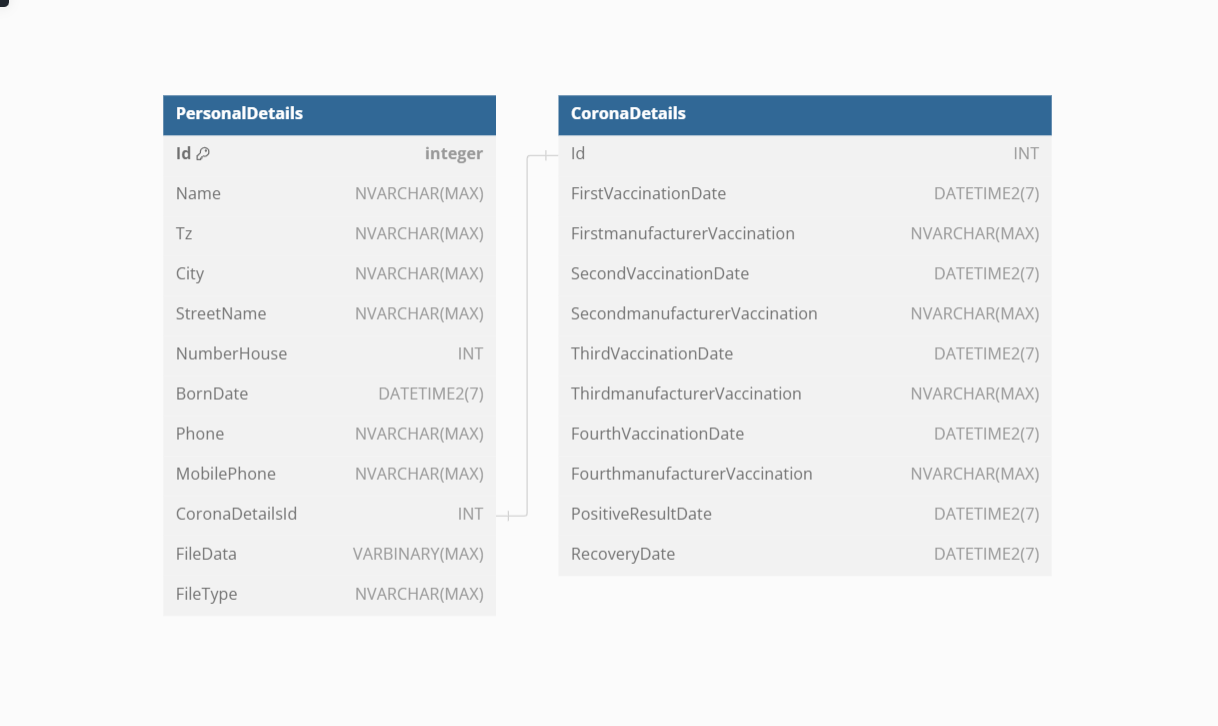 PersonalDetails
Id integer
Name NVARCHAR(MAX)
Tz NVARCHAR(MAX)
City NVARCHAR(MAX)
StreetName NVARCHAR(MAX)
NumberHouse INT
BornDate DATETIME2(7)
Phone NVARCHAR(MAX)
MobilePhone NVARCHAR(MAX)
CoronaDetailsId INT
FileData VARBINARY(MAX)
FileType NVARCHAR(MAX)
CoronaDetails
Id INT
FirstVaccinationDate DATETIME2(7)
FirstmanufacturerVaccination NVARCHAR(MAX)
SecondVaccinationDate DATETIME2(7)
SecondmanufacturerVaccination NVARCHAR(MAX)
ThirdVaccinationDate DATETIME2(7)
ThirdmanufacturerVaccination NVARCHAR(MAX)
FourthVaccinationDate DATETIME2(7)
FourthmanufacturerVaccination NVARCHAR(MAX)
PositiveResultDate DATETIME2(7)
RecoveryDate DATETIME2(7)